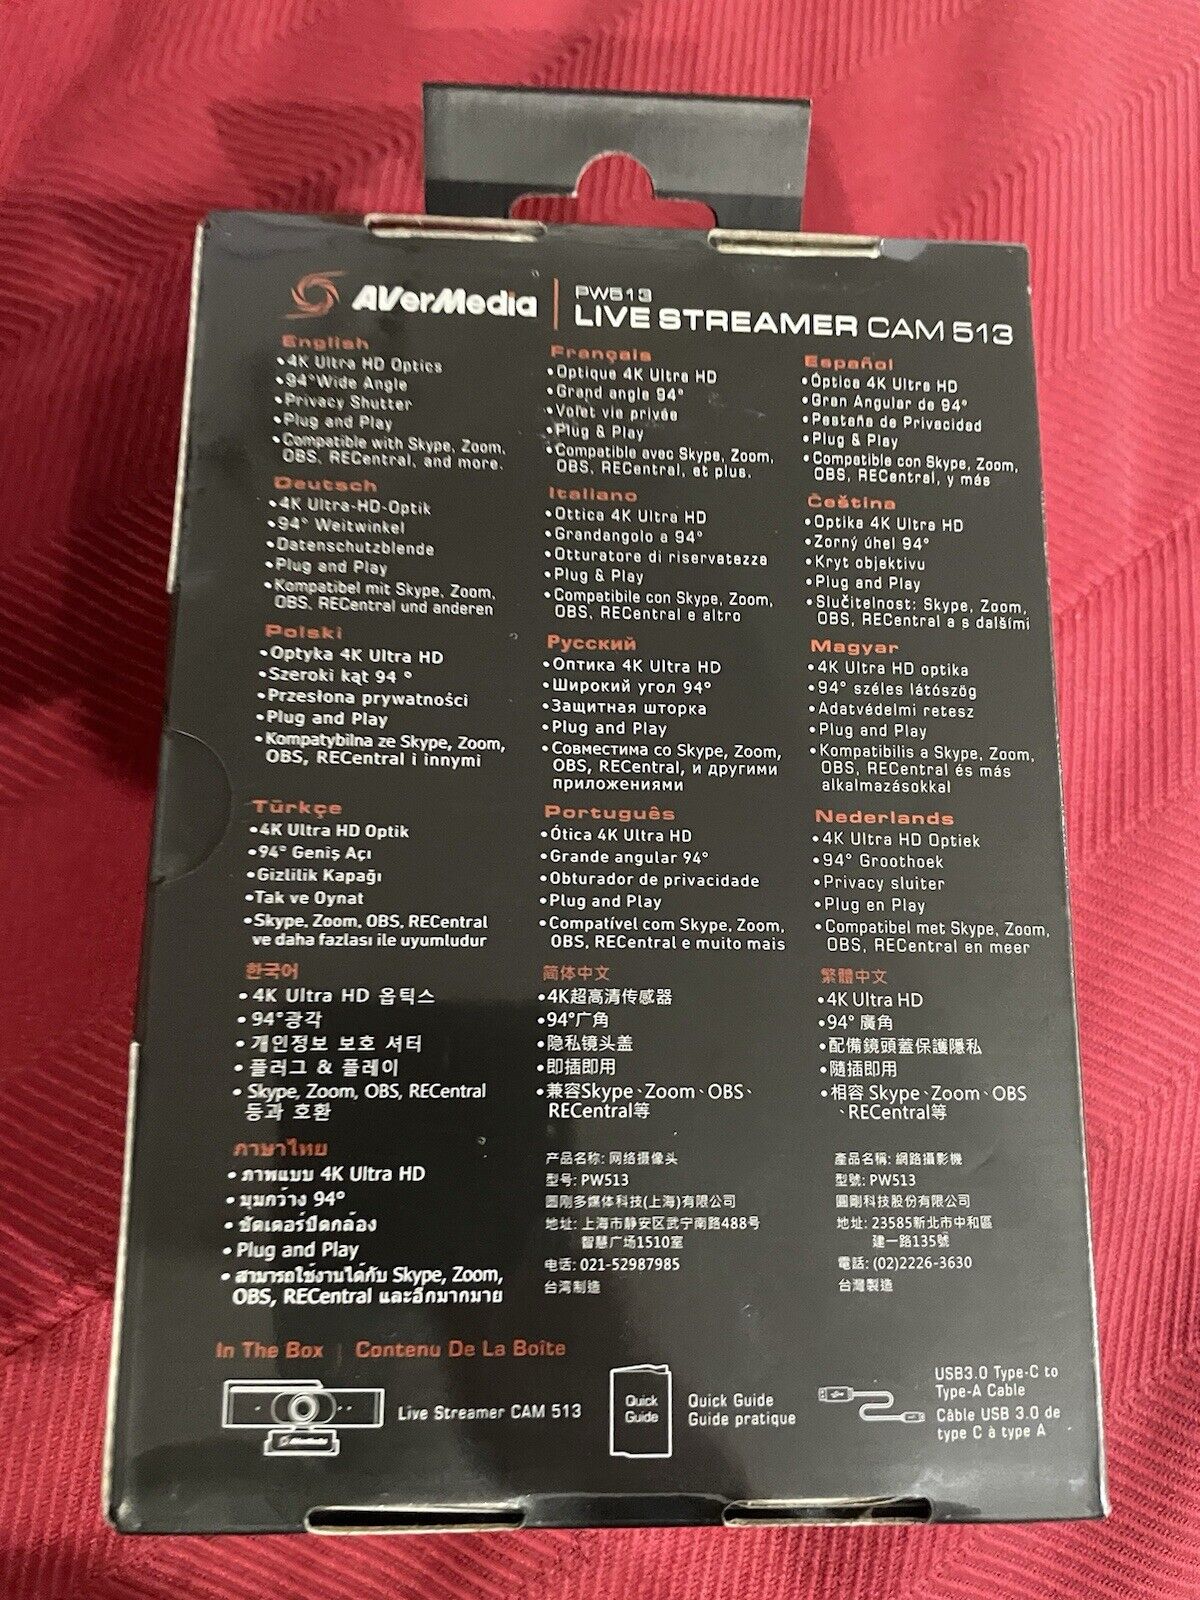 AVerMedia
PW513
LIVE STREAMER CAM 513
English
•4K Ultra HD Optics
•94°Wide Angle
•Privacy Shutter
•Plug and Play
•Compatible with Skype, Zoom,
OBS, RECentral, and more.
Français
•Optique 4K Ultra HD
•Grand angle 94°
•Volet vie privée
•Plug & Play
•Compatible avec Skype, Zoom,
OBS, RECentral, et plus.
Español
•Óptica 4K Ultra HD
•Gran Angular de 94°
•Pestaña de Privacidad
•Plug & Play
•Compatible con Skype, Zoom,
OBS, RECentral, y más
Deutsch
•4K Ultra-HD-Optik
•94° Weitwinkel
•Datenschutzblende
•Plug and Play
•Kompatibel mit Skype, Zoom,
OBS, RECentral und anderen
Italiano
•Ottica 4K Ultra HD
•Grandangolo a 94°
•Otturatore di riservatezza
•Plug & Play
•Compatibile con Skype, Zoom,
OBS, RECentral e altro
Čeština
•Optika 4K Ultra HD
•Zorný úhel 94°
•Kryt objektivu
•Plug and Play
•Slučitelnost: Skype, Zoom,
OBS, RECentral a s dalšími
Polski
•Optyka 4K Ultra HD
•Szeroki kąt 94 °
•Przesłona prywatności
•Plug and Play
•Kompatybilna ze Skype, Zoom,
OBS, RECentral i innymi
Русский
•Оптика 4K Ultra HD
•Широкий угол 94°
•Защитная шторка
•Plug and Play
•Совместима со Skype, Zoom,
OBS, RECentral, и другими
приложениями
Magyar
•4K Ultra HD optika
•94° széles látószög
•Adatvédelmi retesz
•Plug and Play
•Kompatibilis a Skype, Zoom,
OBS, RECentral és más
alkalmazásokkal
Türkçe
•4K Ultra HD Optik
•94° Geniş Açı
•Gizlilik Kapağı
•Tak ve Oynat
•Skype, Zoom, OBS, RECentral
ve daha fazlası ile uyumludur
Português
•Ótica 4K Ultra HD
•Grande angular 94°
•Obturador de privacidade
•Plug and Play
•Compatível com Skype, Zoom,
OBS, RECentral e muito mais
Nederlands
•4K Ultra HD Optiek
•94° Groothoek
•Privacy sluiter
•Plug en Play
•Compatibel met Skype, Zoom,
OBS, RECentral en meer
한국어
• 4K Ultra HD 옵틱스
• 94°광각
• 개인정보 보호 셔터
• 플러그 & 플레이
• Skype, Zoom, OBS, RECentral
등과 호환
简体中文
•4K超高清传感器
•94°广角
•隐私镜头盖
•即插即用
•兼容Skype、Zoom、OBS、
RECentral等
繁體中文
•4K Ultra HD
•94° 廣角
•配備鏡頭蓋保護隱私
•隨插即用
•相容 Skype、Zoom、OBS
、RECentral等
ภาษาไทย
• ภาพแบบ 4K Ultra HD
• มุมกว้าง 94°
• ชัตเตอร์ปิดกล้อง
• Plug and Play
• สามารถใช้งานได้กับ Skype, Zoom,
OBS, RECentral และอีกมากมาย
产品名称: 网络摄像头
型号: PW513
圆刚多媒体科技(上海)有限公司
地址: 上海市静安区武宁南路488号
智慧广场1510室
电话: 021-52987985
台湾制造
產品名稱: 網路攝影機
型號: PW513
圓剛科技股份有限公司
地址: 23585新北市中和區
建一路135號
電話: (02)2226-3630
台灣製造
In The Box | Contenu De La Boîte
AVerMedia
Live Streamer CAM 513
Quick
Guide
Quick Guide
Guide pratique
USB3.0 Type-C to
Type-A Cable
Câble USB 3.0 de
type C à type A